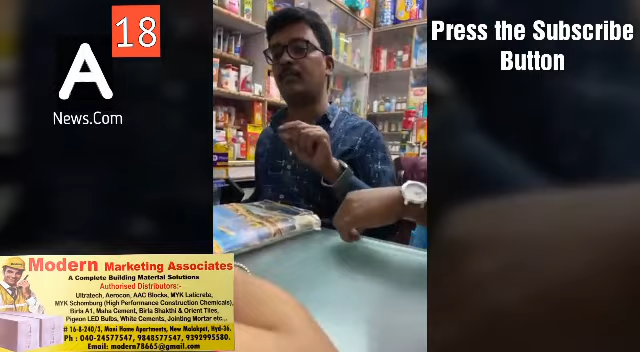 18
A
News.Com
Press the Subscribe
Button
Modern Marketing Associates
A Complete Building Material Solutions
Authorised Distributors:-
Ultratech, Aerocon, AAC Blocks, MYK Laticrete,
MYK Schomburg (High Performance Construction Chemicals),
Birla A1, Maha Cement, Birla Shakthi & Orient Tiles,
Pigeon LED Bulbs, White Cements, Jointing Mortar etc.,
# 16-8-240/3, Moni Home Apartments, New Malakpet, Hyd-36.
Ph : 040-24577547, 9848577547, 9392995580.
Email: modern78665@gmail.com